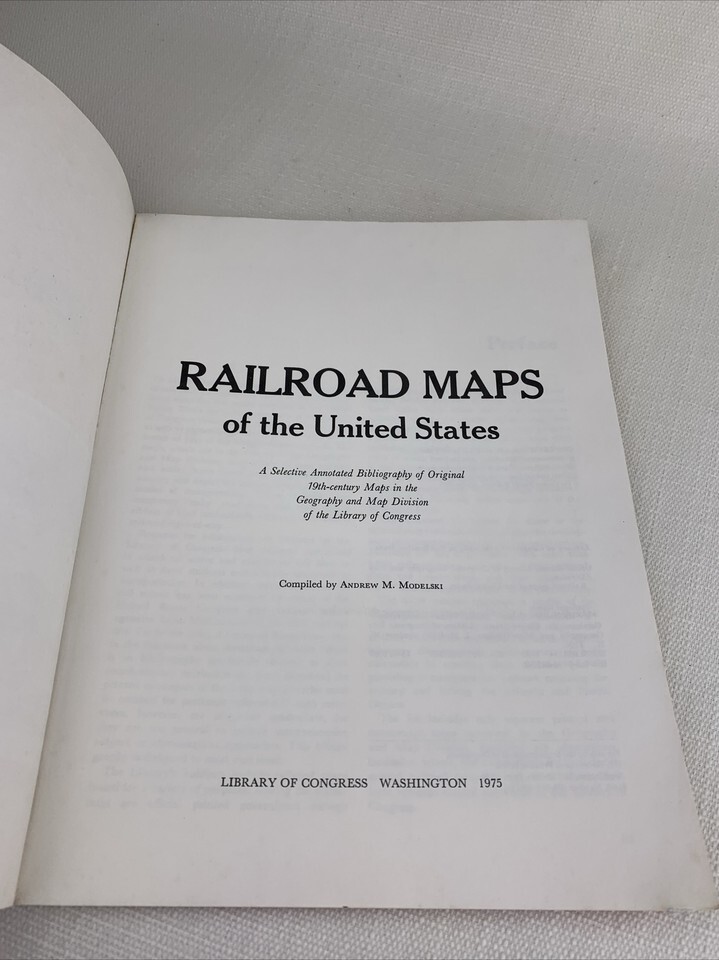 RAILROAD MAPS
of the United States
A Selective Annotated Bibliography of Original
19th-century Maps in the
Geography and Map Division
of the Library of Congress
Compiled by ANDREW M. MODELSKI
LIBRARY OF CONGRESS WASHINGTON 1975